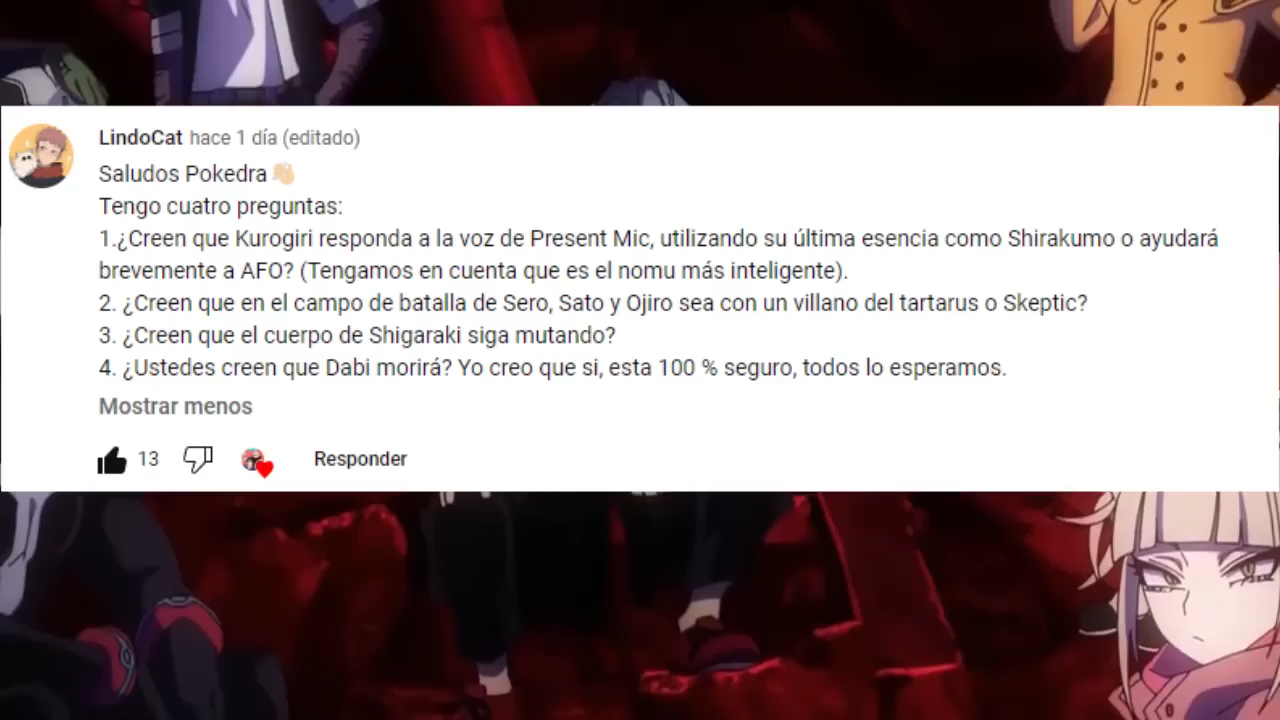 LindoCat hace 1 día (editado)
Saludos Pokedra 👏🏻
Tengo cuatro preguntas:
1.¿Creen que Kurogiri responda a la voz de Present Mic, utilizando su última esencia como Shirakumo o ayudará
brevemente a AFO? (Tengamos en cuenta que es el nomu más inteligente).
2. ¿Creen que en el campo de batalla de Sero, Sato y Ojiro sea con un villano del tartarus o Skeptic?
3. ¿Creen que el cuerpo de Shigaraki siga mutando?
4. ¿Ustedes creen que Dabi morirá? Yo creo que si, esta 100 % seguro, todos lo esperamos.
Mostrar menos
13 Responder